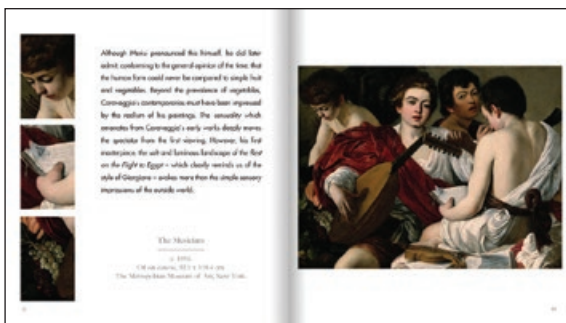 Although Merisi pronounced this himself, he did later
admit, conforming to the general opinion of the time, that
the human form could never be compared to simple fruit
and vegetables. Beyond the prevalence of vegetables,
Caravaggio's contemporaries must have been impressed
by the realism of his paintings. The sensuality which
emanates from Caravaggio's early works deeply moves
the spectator from the first viewing. However, his first
masterpiece, the vast and luminous landscape of the Rest
on the Flight to Egypt – which clearly reminds us of the
style of Giorgione – evokes more than the simple sensory
impressions of the outside world.
The Musicians
c. 1595
Oil on canvas, cm
The Metropolitan Museum of Art, New York.